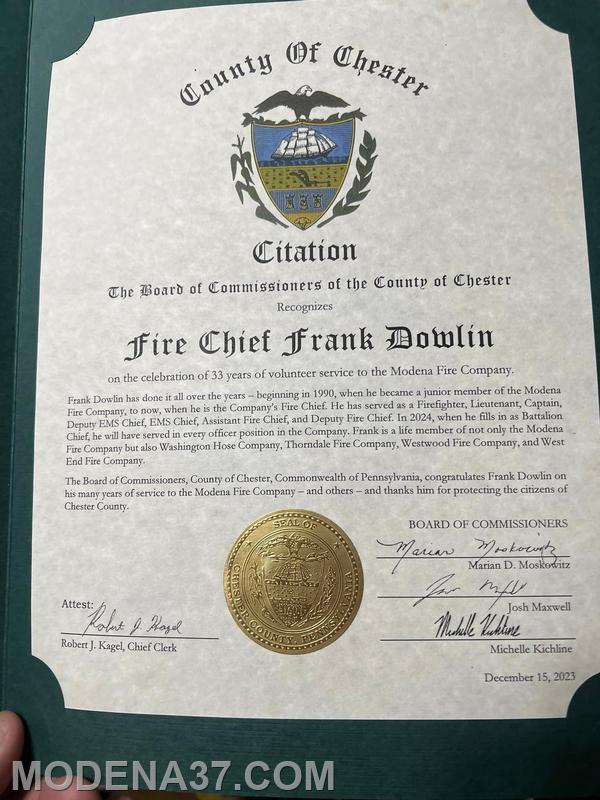 County Of Chester
Citation
The Board of Commissioners of the County of Chester
Recognizes
Fire Chief Frank Dowlin
on the celebration of 33 years of volunteer service to the Modena Fire Company.
Frank Dowlin has done it all over the years – beginning in 1990, when he became a junior member of the Modena
Fire Company, to now, when he is the Company's Fire Chief. He has served as a Firefighter, Lieutenant, Captain,
Deputy EMS Chief, EMS Chief, Assistant Fire Chief, and Deputy Fire Chief. In 2024, when he fills in as Battalion
Chief, he will have served in every officer position in the Company. Frank is a life member of not only the Modena
Fire Company but also Washington Hose Company, Thorndale Fire Company, Westwood Fire Company, and West
End Fire Company.
The Board of Commissioners, County of Chester, Commonwealth of Pennsylvania, congratulates Frank Dowlin on
his many years of service to the Modena Fire Company – and others – and thanks him for protecting the citizens of
Chester County.
BOARD OF COMMISSIONERS
Marian Moskowitz
Marian D. Moskowitz
Josh Maxwell
Michelle Kichline
Michelle Kichline
December 15, 2023
SEAL OF
CHESTER COUNTY, PENNSYLVANIA
Attest:
Robert J. Kagel
Robert J. Kagel, Chief Clerk
MODENA37.COM